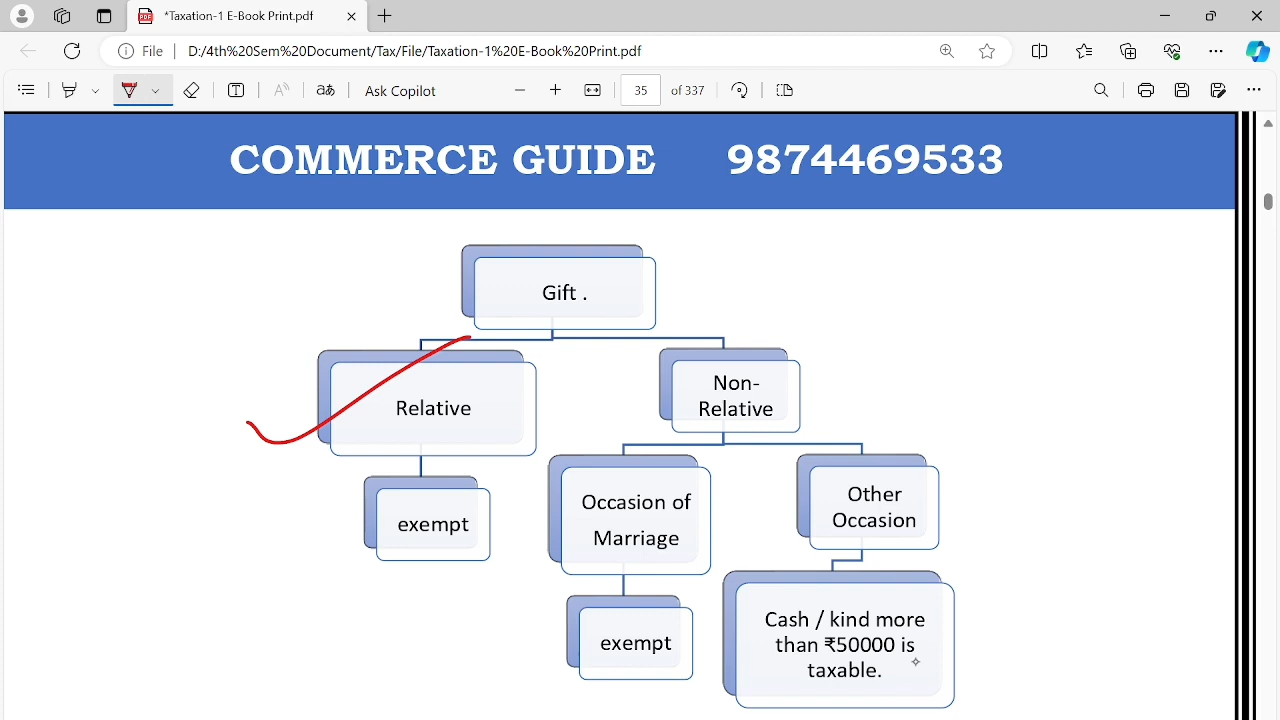 *Taxation-1 E-Book Print.pdf
File
D:/4th%20Sem%20Document/Tax/File/Taxation-1%20E-Book%20Print.pdf
Ask Copilot
35 of 337
COMMERCE GUIDE 9874469533
Gift .
Relative
Non-
Relative
exempt
Occasion of
Marriage
Other
Occasion
exempt
Cash / kind more
than ₹50000 is
taxable.